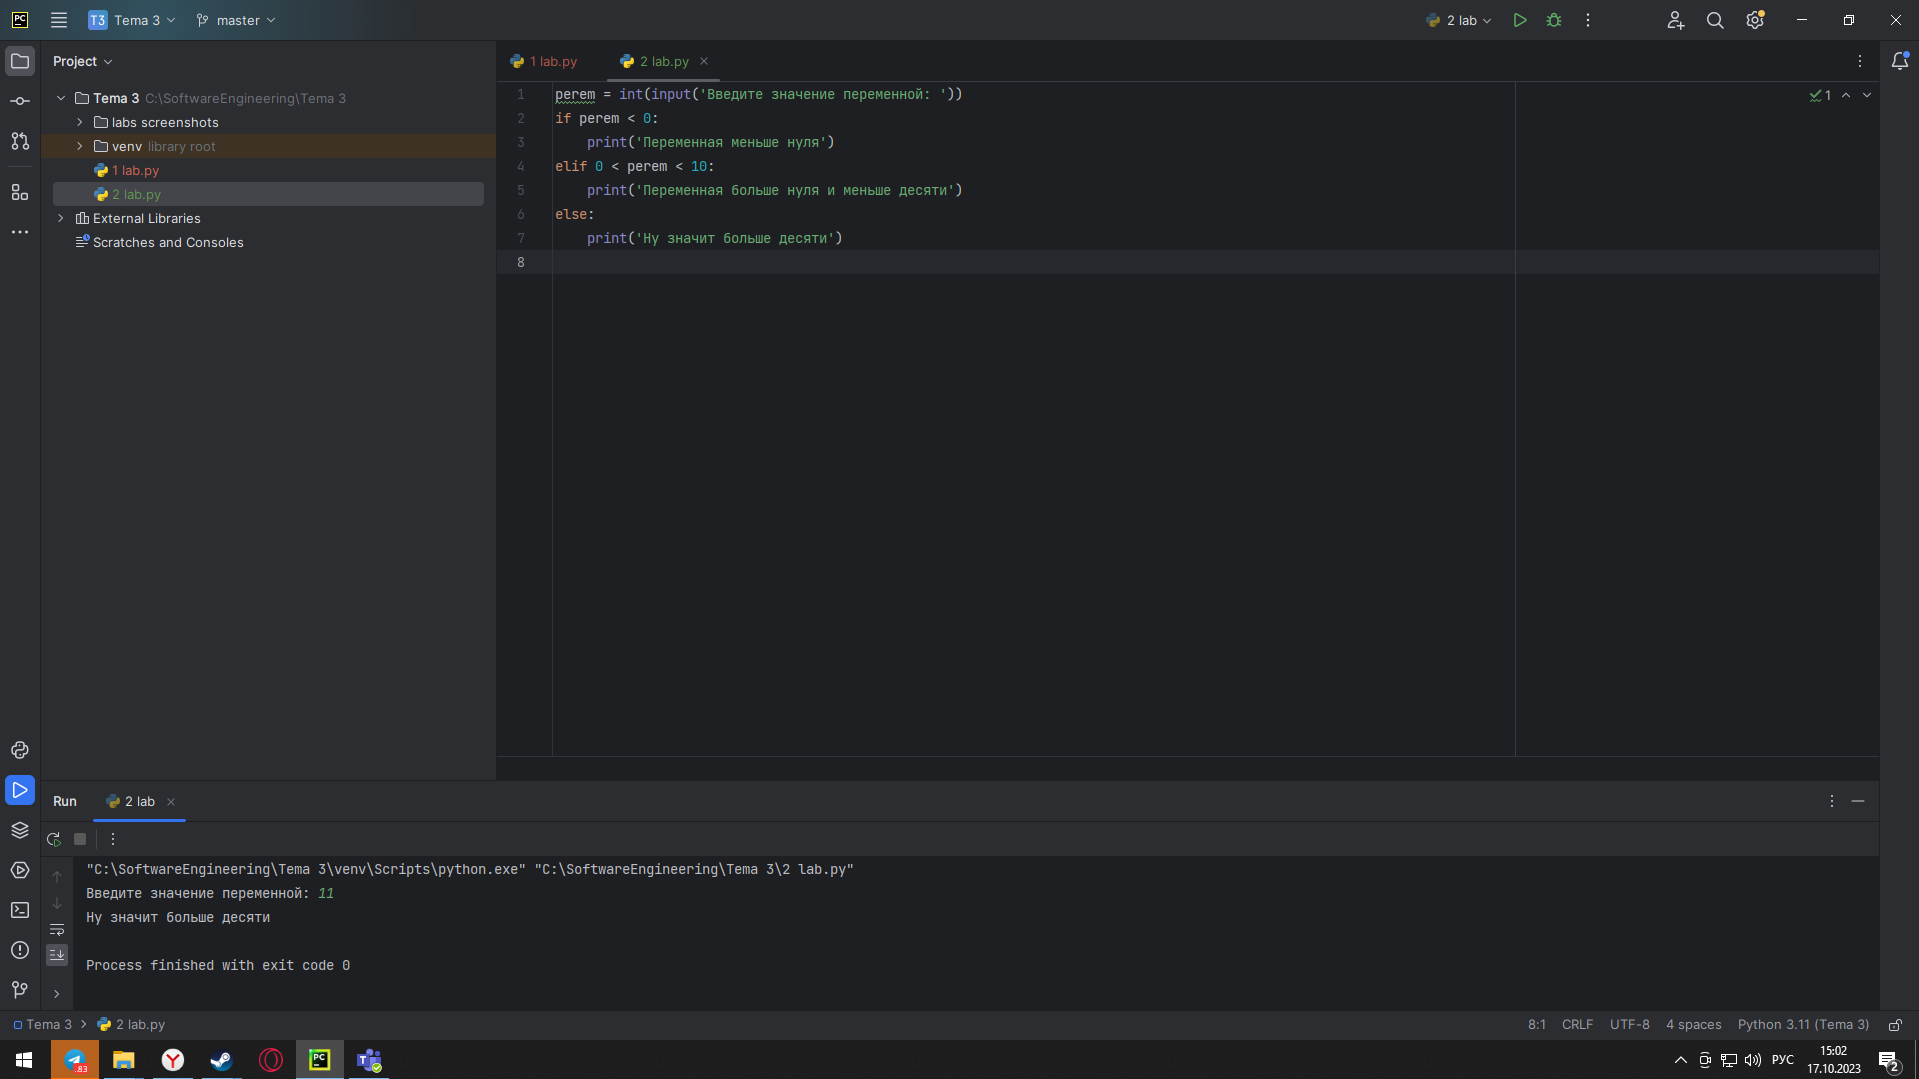 PC T3 Tema 3 master 2 lab
Project
Tema 3 C:\SoftwareEngineering\Tema 3
labs screenshots
venv library root
1 lab.py
2 lab.py
External Libraries
Scratches and Consoles
1 lab.py 2 lab.py
1 perem = int(input('Введите значение переменной: '))
2 if perem < 0:
3     print('Переменная меньше нуля')
4 elif 0 < perem < 10:
5     print('Переменная больше нуля и меньше десяти')
6 else:
7     print('Ну значит больше десяти')
8
1
Run 2 lab
"C:\SoftwareEngineering\Tema 3\venv\Scripts\python.exe" "C:\SoftwareEngineering\Tema 3\2 lab.py"
Введите значение переменной: 11
Ну значит больше десяти
Process finished with exit code 0
Tema 3 2 lab.py 8:1 CRLF UTF-8 4 spaces Python 3.11 (Tema 3)
.83 Y PC T РУС 15:02
17.10.2023 2